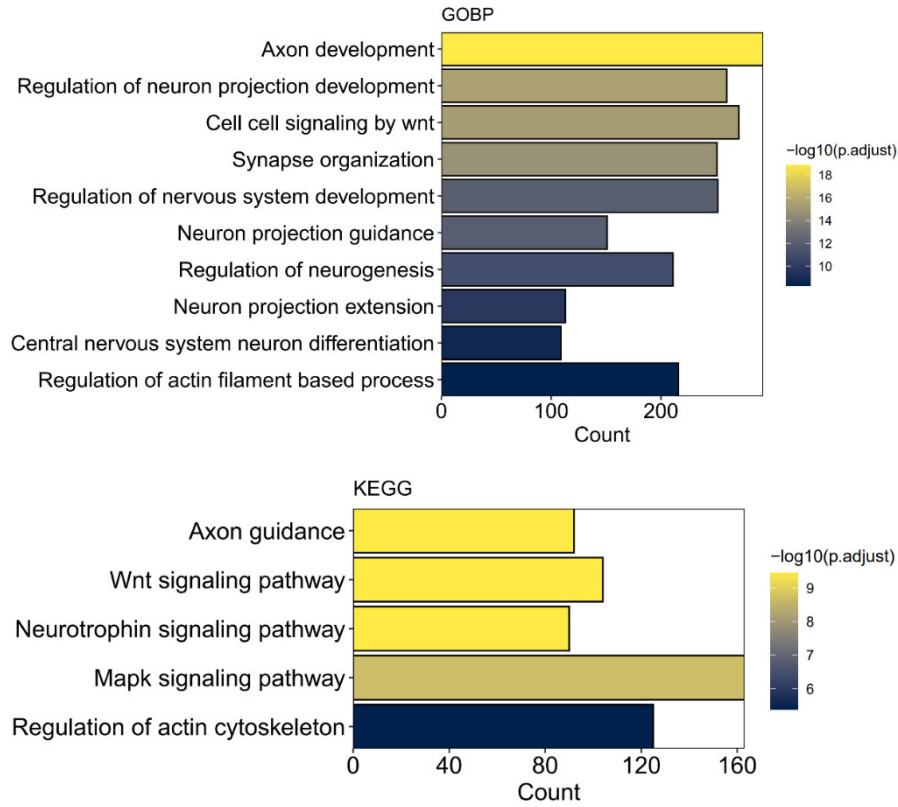 GOBP
Axon development
Regulation of neuron projection development
Cell cell signaling by wnt
Synapse organization
Regulation of nervous system development
Neuron projection guidance
Regulation of neurogenesis
Neuron projection extension
Central nervous system neuron differentiation
Regulation of actin filament based process
0 100 200
Count
−log10(p.adjust)
18
16
14
12
10
KEGG
Axon guidance
Wnt signaling pathway
Neurotrophin signaling pathway
Mapk signaling pathway
Regulation of actin cytoskeleton
0 40 80 120 160
Count
−log10(p.adjust)
9
8
7
6